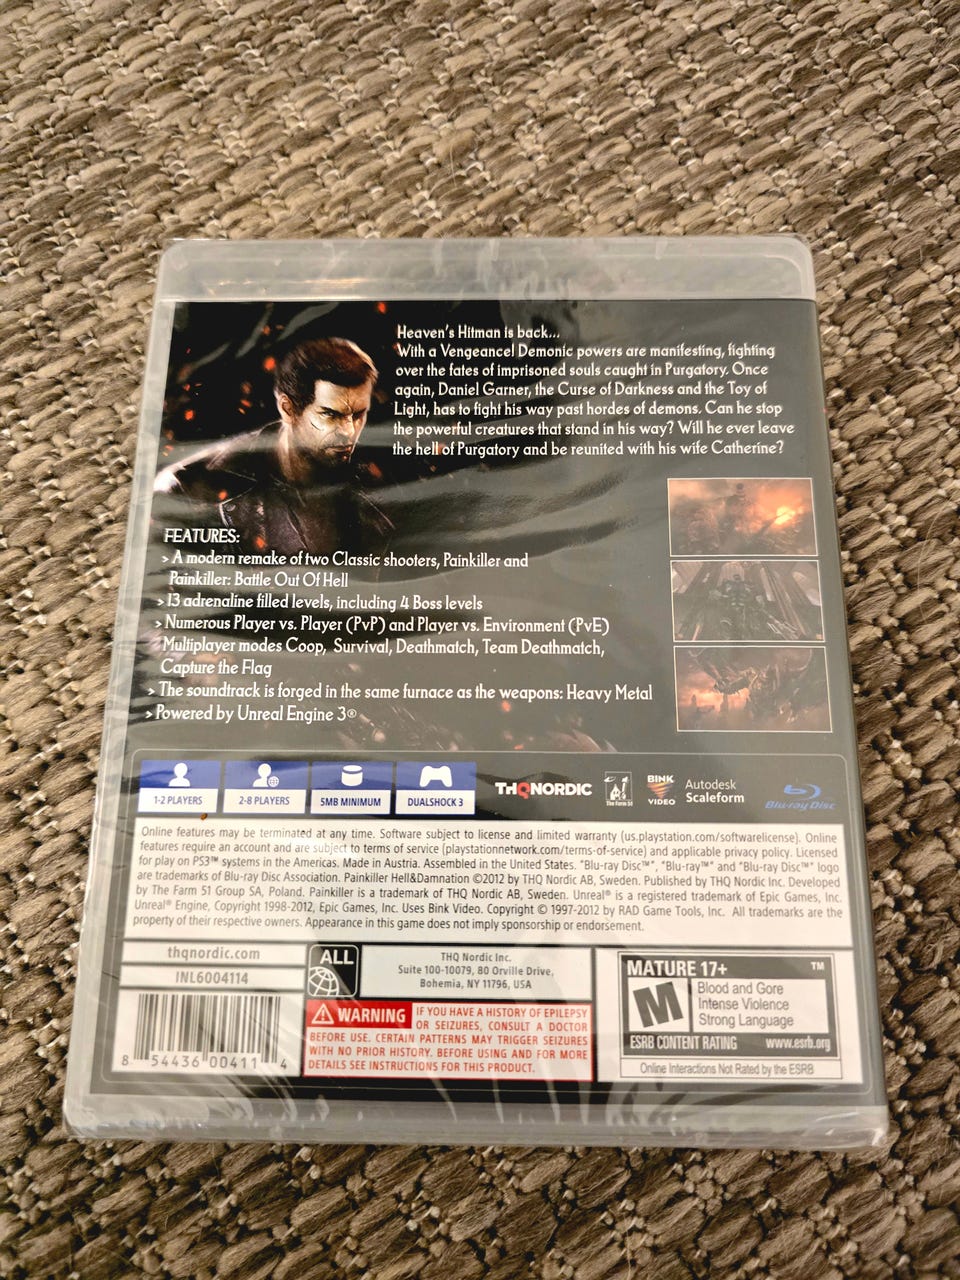 Heaven's Hitman is back...
With a Vengeance! Demonic powers are manifesting, fighting
over the fates of imprisoned souls caught in Purgatory. Once
again, Daniel Garner, the Curse of Darkness and the Toy of
Light, has to fight his way past hordes of demons. Can he stop
the powerful creatures that stand in his way? Will he ever leave
the hell of Purgatory and be reunited with his wife Catherine?
FEATURES:
> A modern remake of two Classic shooters, Painkiller and
Painkiller: Battle Out Of Hell
> 13 adrenaline filled levels, including 4 Boss levels
> Numerous Player vs. Player (PvP) and Player vs. Environment (PvE)
Multiplayer modes Coop, Survival, Deathmatch, Team Deathmatch,
Capture the Flag
> The soundtrack is forged in the same furnace as the weapons: Heavy Metal
> Powered by Unreal Engine 3®
1-2 PLAYERS
2-8 PLAYERS
5MB MINIMUM
DUALSHOCK 3
THQNORDIC
The Farm 51
BINK
VIDEO
Autodesk
Scaleform
Blu-ray Disc
Online features may be terminated at any time. Software subject to license and limited warranty (us.playstation.com/softwarelicense). Online
features require an account and are subject to terms of service (playstationnetwork.com/terms-of-service) and applicable privacy policy. Licensed
for play on PS3™ systems in the Americas. Made in Austria. Assembled in the United States. "Blu-ray Disc™", "Blu-ray™" and "Blu-ray Disc™" logo
are trademarks of Blu-ray Disc Association. Painkiller Hell&Damnation ©2012 by THQ Nordic AB, Sweden. Published by THQ Nordic Inc. Developed
by The Farm 51 Group SA, Poland. Painkiller is a trademark of THQ Nordic AB, Sweden. Unreal® is a registered trademark of Epic Games, Inc.
Unreal® Engine, Copyright 1998-2012, Epic Games, Inc. Uses Bink Video. Copyright © 1997-2012 by RAD Game Tools, Inc. All trademarks are the
property of their respective owners. Appearance in this game does not imply sponsorship or endorsement.
thqnordic.com
INL6004114
8 54436 00411 4
ALL
THQ Nordic Inc.
Suite 100-10079, 80 Orville Drive,
Bohemia, NY 11796, USA
WARNING IF YOU HAVE A HISTORY OF EPILEPSY
OR SEIZURES, CONSULT A DOCTOR
BEFORE USE. CERTAIN PATTERNS MAY TRIGGER SEIZURES
WITH NO PRIOR HISTORY. BEFORE USING AND FOR MORE
DETAILS SEE INSTRUCTIONS FOR THIS PRODUCT.
MATURE 17+ TM
M
Blood and Gore
Intense Violence
Strong Language
ESRB CONTENT RATING www.esrb.org
Online Interactions Not Rated by the ESRB